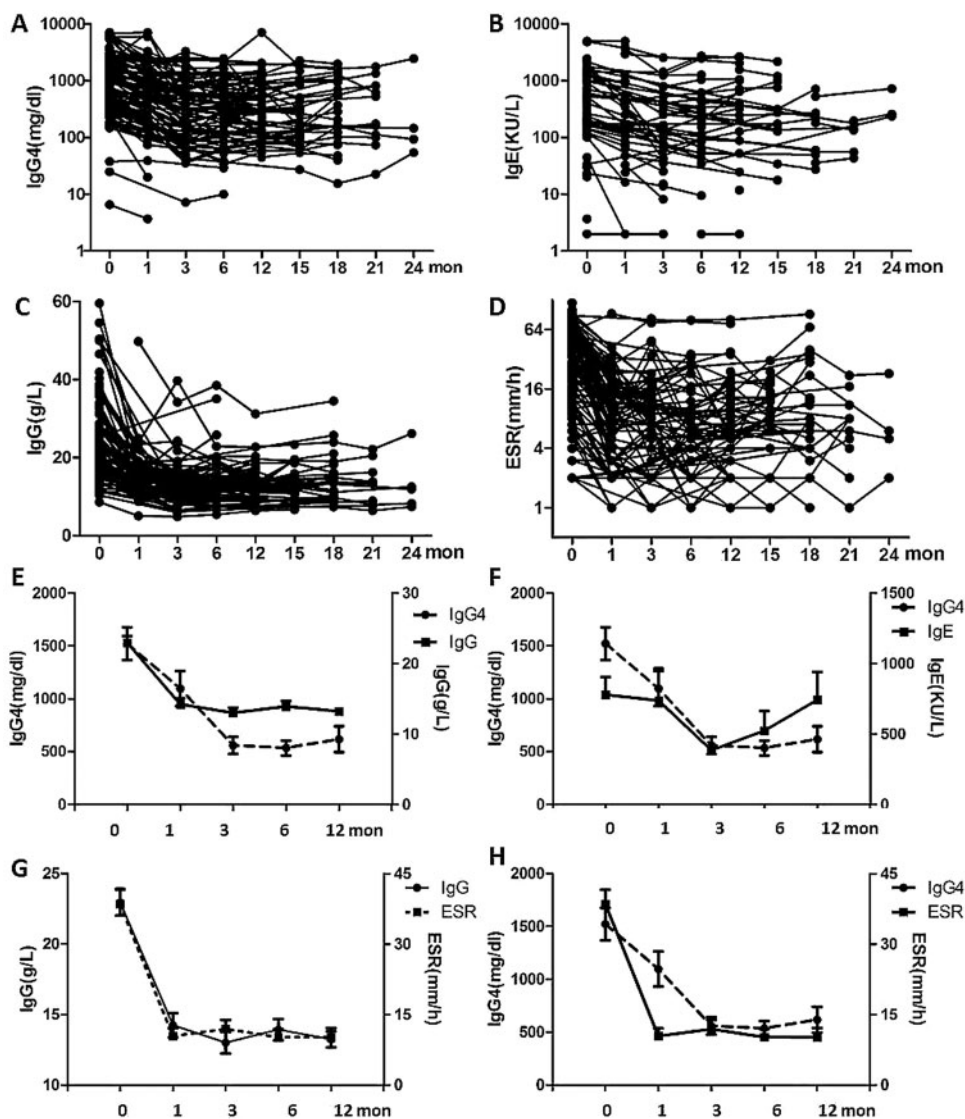 A
10000
1000
100
10
1
IgG4(mg/dl)
0 1 3 6 12 15 18 21 24 mon
B
10000
1000
100
10
1
IgE(KU/L)
0 1 3 6 12 15 18 21 24 mon
C
60
40
20
0
IgG(g/L)
0 1 3 6 12 15 18 21 24 mon
D
64
16
4
1
ESR(mm/h)
0 1 3 6 12 15 18 21 24 mon
E
2000
1500
1000
500
0
IgG4(mg/dl)
30
20
10
0
IgG(g/L)
IgG4
IgG
0 1 3 6 12 mon
F
2000
1500
1000
500
0
IgG4(mg/dl)
1500
1000
500
0
IgE(KU/L)
IgG4
IgE
0 1 3 6 12 mon
G
25
20
15
10
IgG(g/L)
45
30
15
0
ESR(mm/h)
IgG
ESR
0 1 3 6 12 mon
H
2000
1500
1000
500
0
IgG4(mg/dl)
45
30
15
0
ESR(mm/h)
IgG4
ESR
0 1 3 6 12 mon